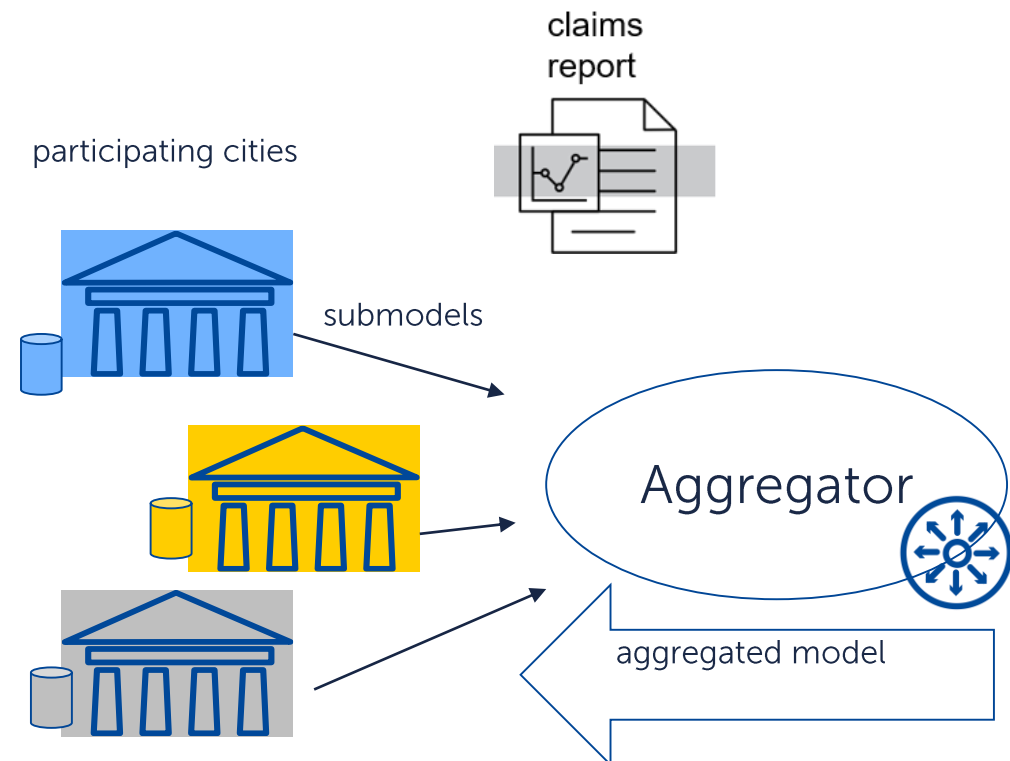 claims
report
participating cities
submodels
Aggregator
aggregated model